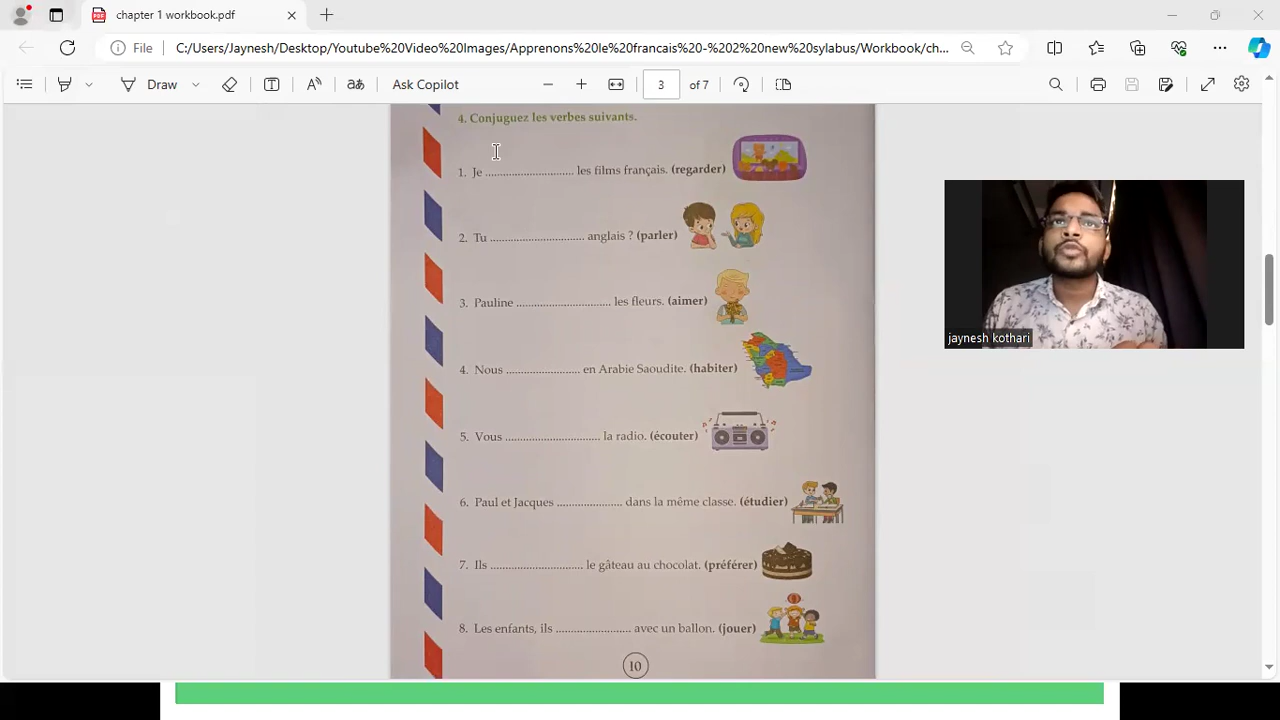 chapter 1 workbook.pdf
File
C:/Users/Jaynesh/Desktop/Youtube%20Video%20Images/Apprenons%20le%20francais%20-%202%20new%20sylabus/Workbook/ch...
Draw
Ask Copilot
3
of 7
4. Conjuguez les verbes suivants.
1. Je .............................. les films français. (regarder)
2. Tu ................................ anglais ? (parler)
3. Pauline ................................ les fleurs. (aimer)
4. Nous ......................... en Arabie Saoudite. (habiter)
5. Vous ................................ la radio. (écouter)
jaynesh kothari
6. Paul et Jacques ...................... dans la même classe. (étudier)
7. Ils ............................... le gâteau au chocolat. (préférer)
8. Les enfants, ils ......................... avec un ballon. (jouer)
10